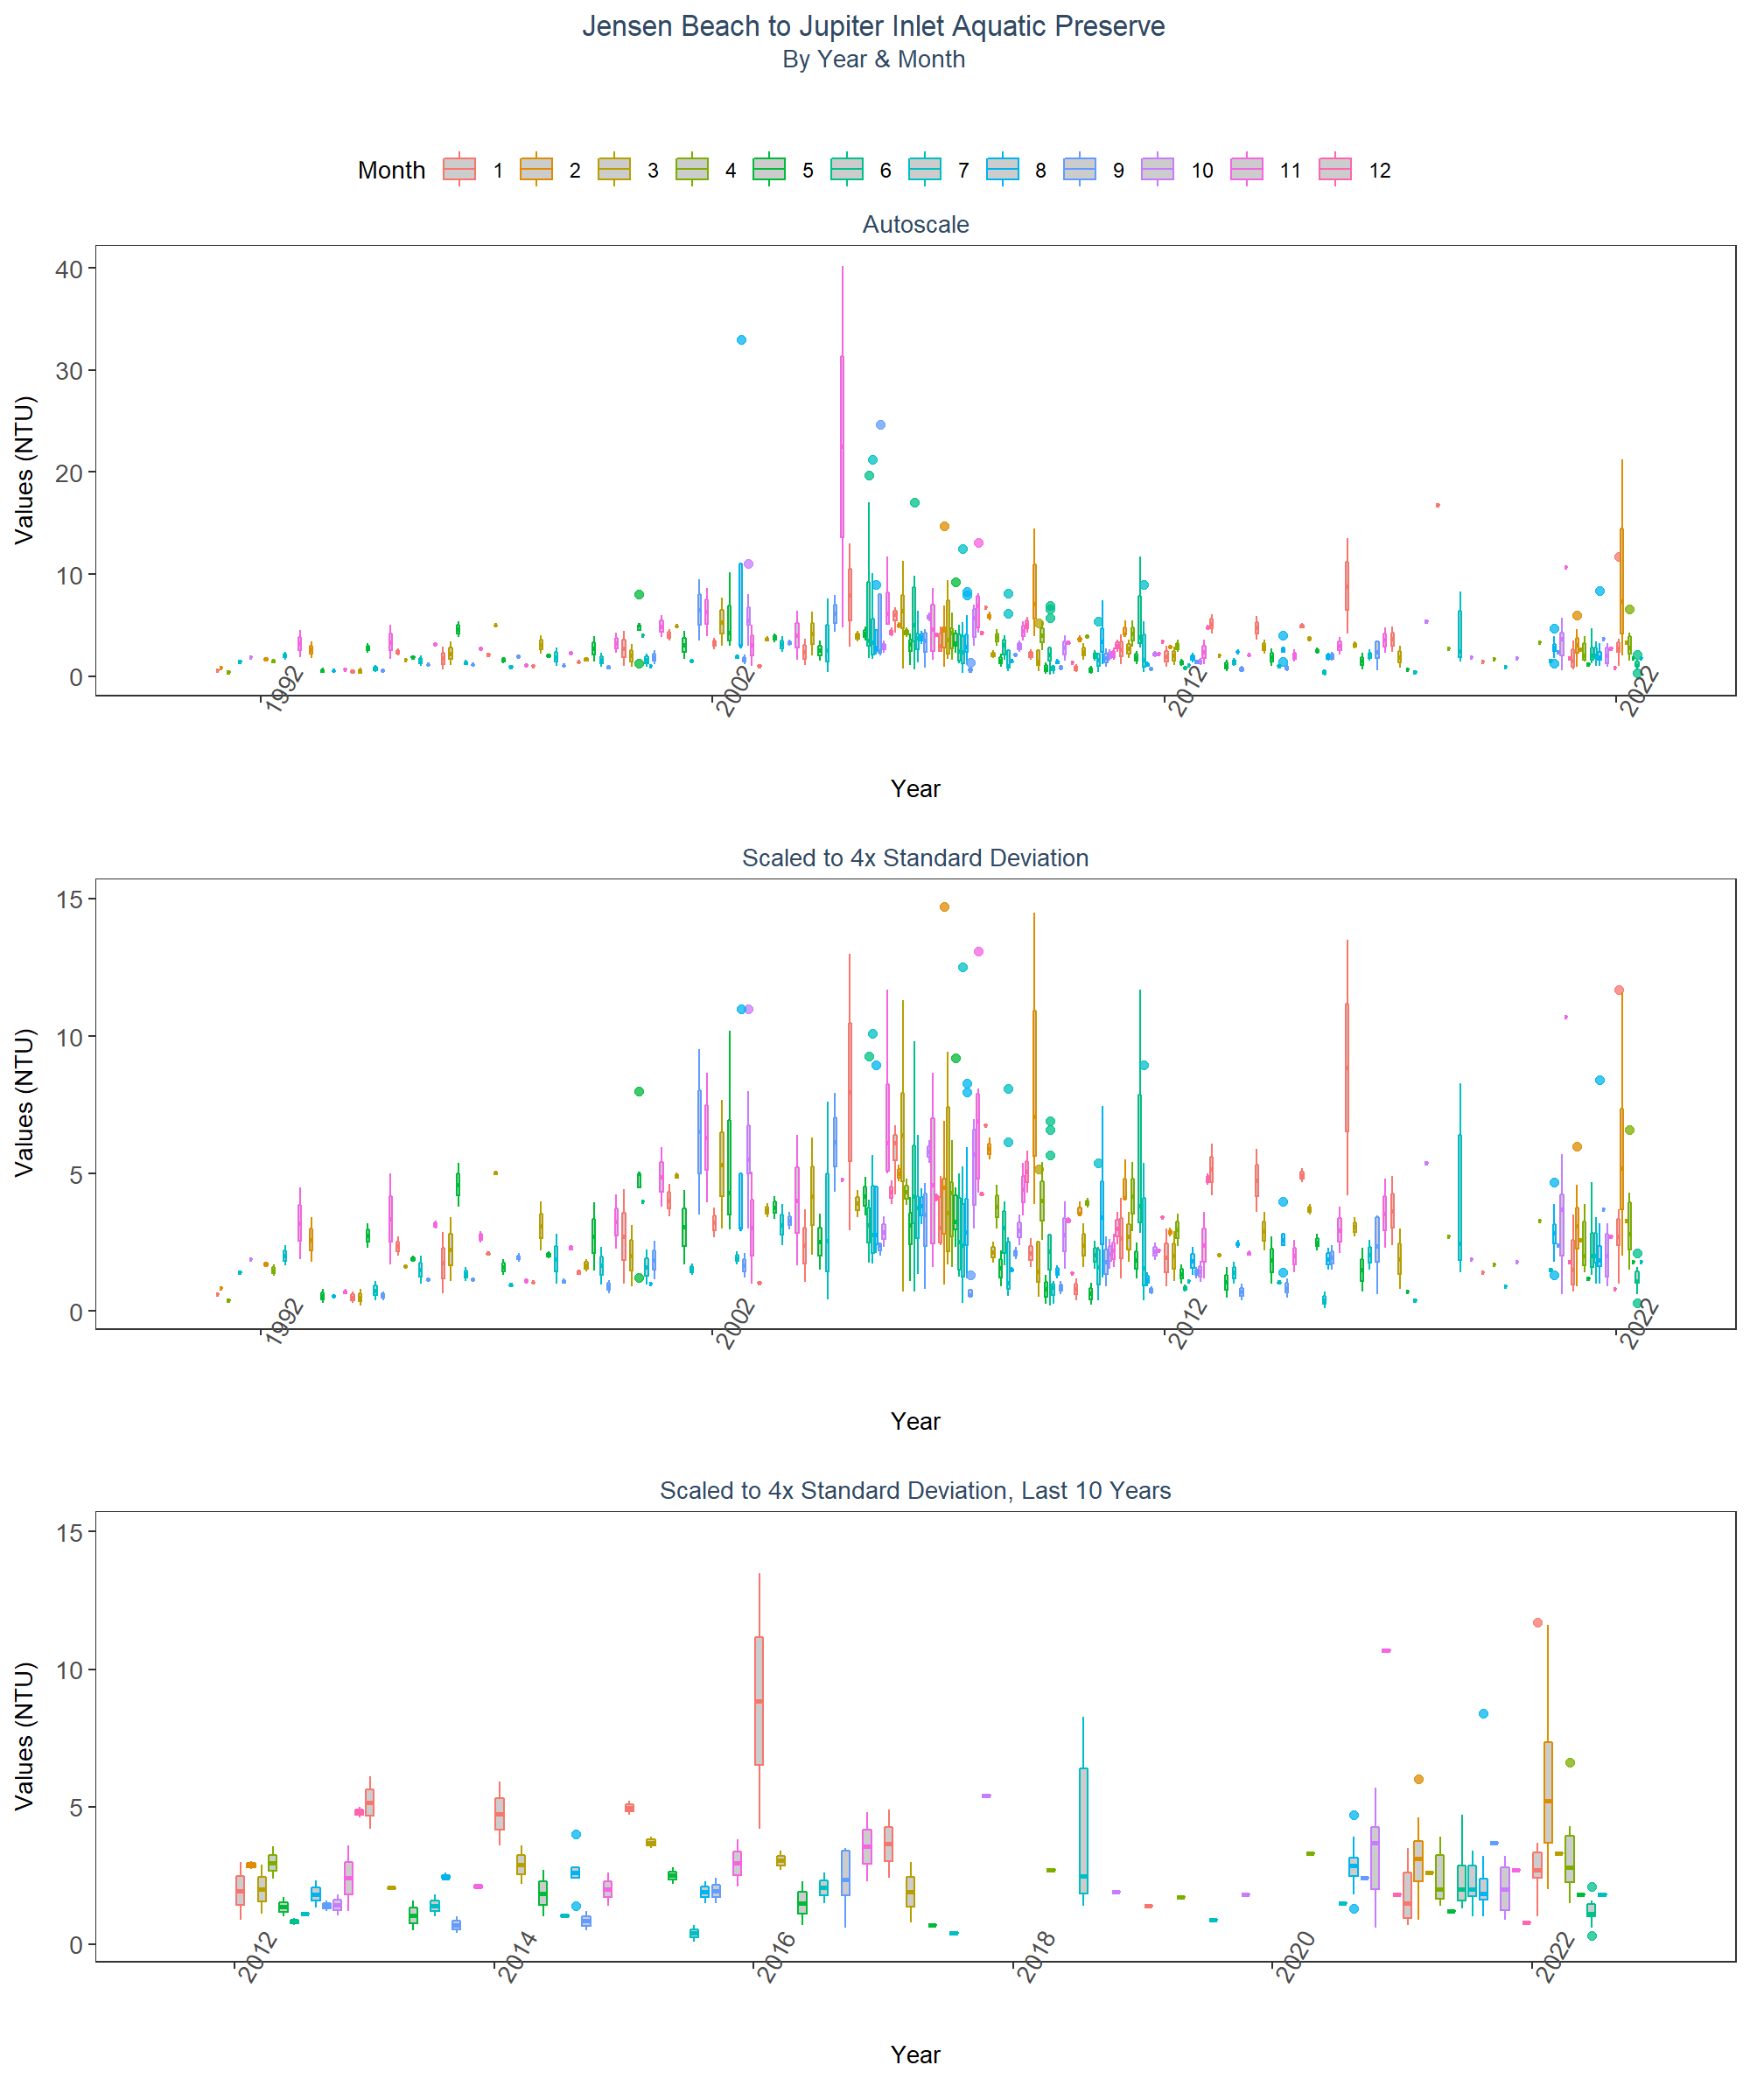 Jensen Beach to Jupiter Inlet Aquatic Preserve
By Year & Month
Month 1 2 3 4 5 6 7 8 9 10 11 12
Autoscale
Values (NTU)
40
30
20
10
0
1992 2002 2012 2022
Year
Scaled to 4x Standard Deviation
Values (NTU)
15
10
5
0
1992 2002 2012 2022
Year
Scaled to 4x Standard Deviation, Last 10 Years
Values (NTU)
15
10
5
0
2012 2014 2016 2018 2020 2022
Year